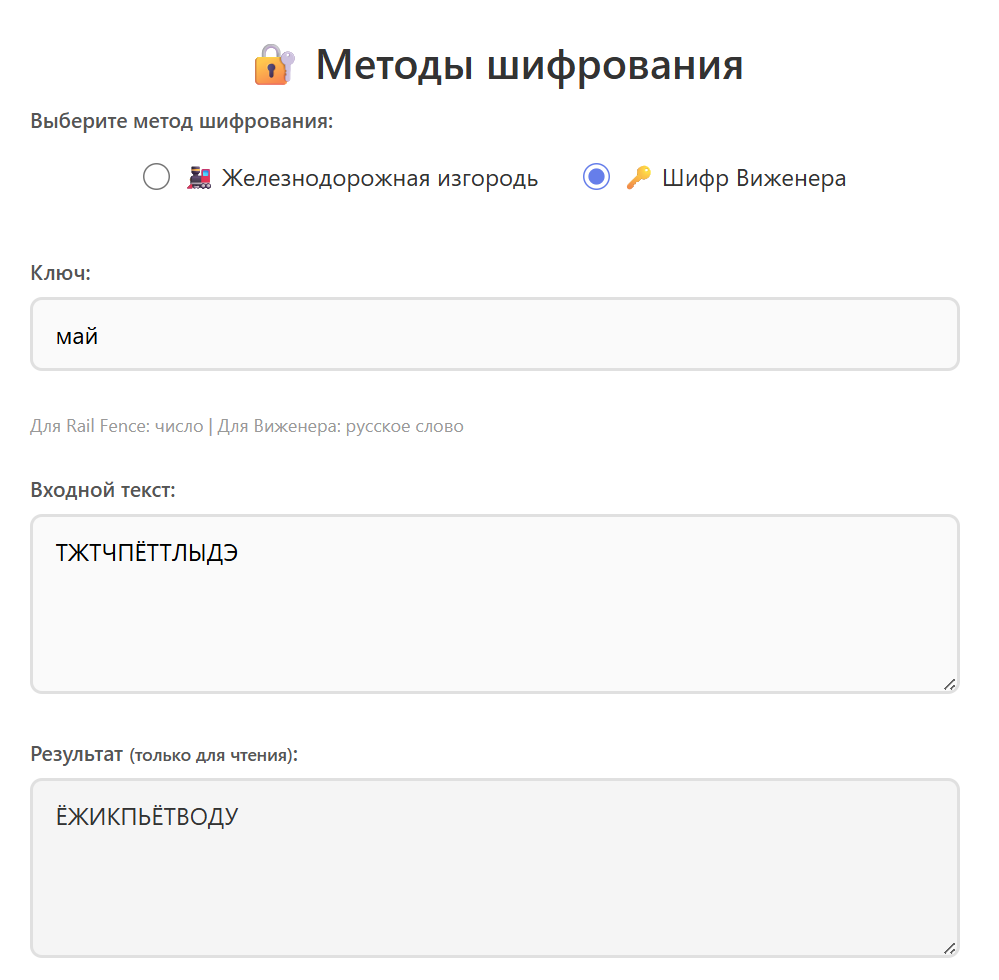 🔐 Методы шифрования
Выберите метод шифрования:
🚂 Железнодорожная изгородь 🔑 Шифр Виженера
Ключ:
май
Для Rail Fence: число | Для Виженера: русское слово
Входной текст:
ТЖТЧПЁТТЛЫДЭ
Результат (только для чтения):
ЁЖИКПЬЁТВОДУ